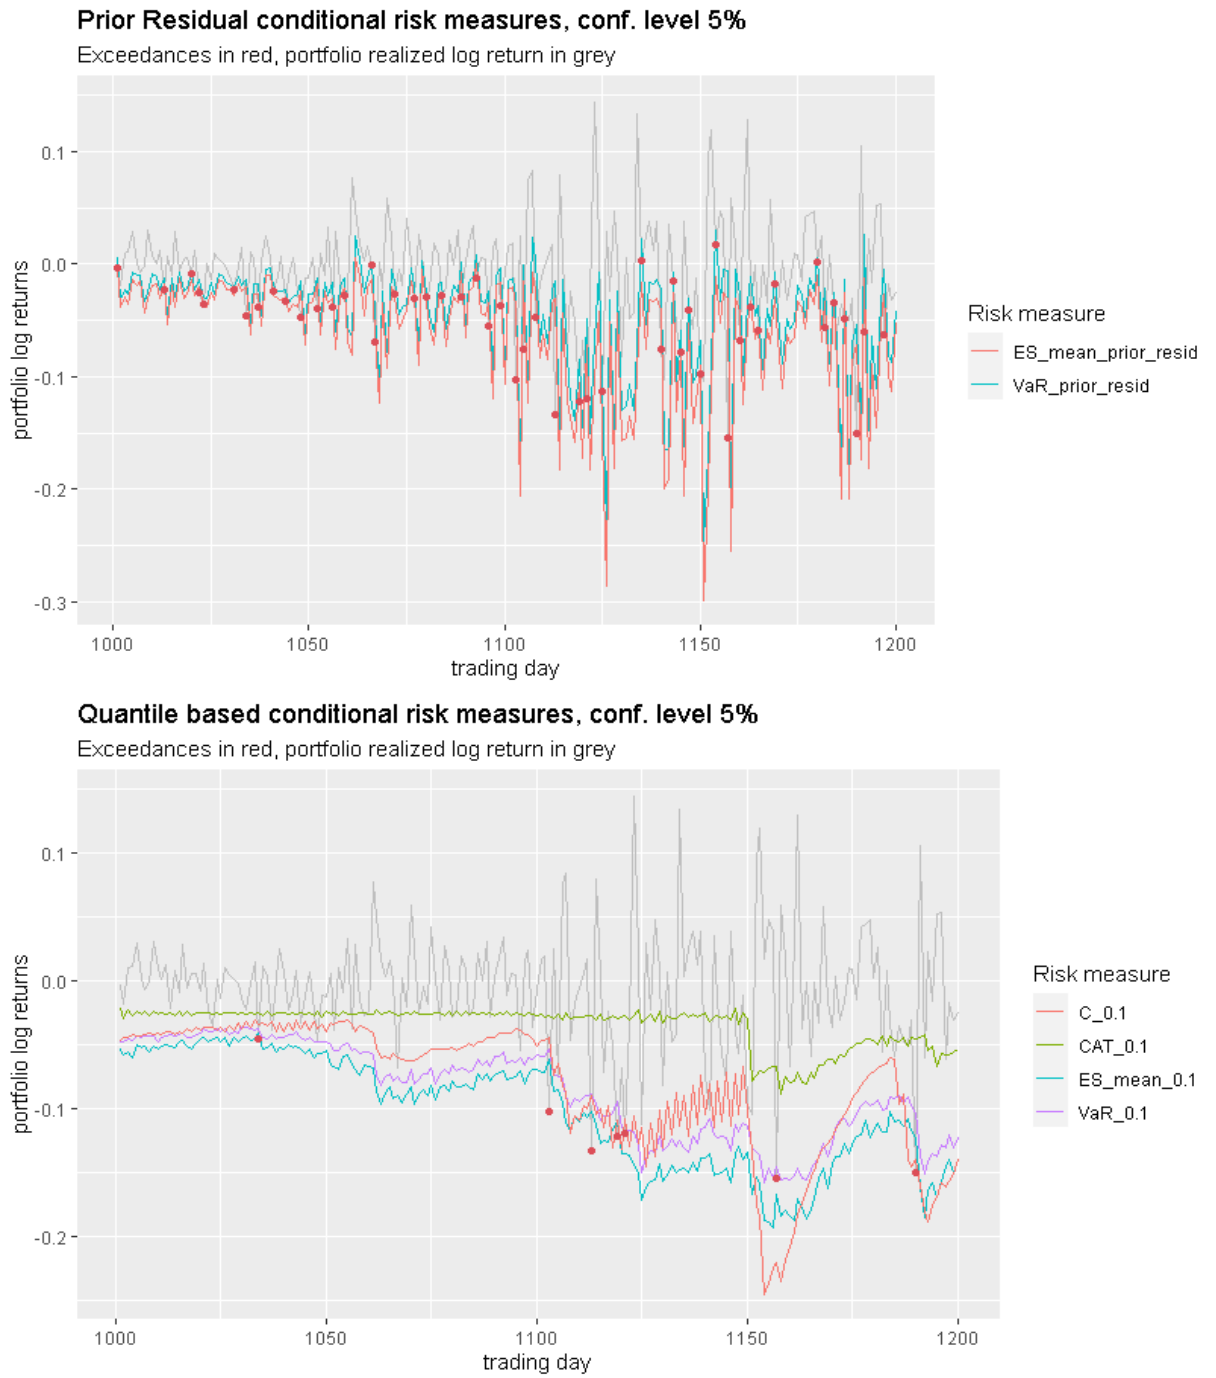 Prior Residual conditional risk measures, conf. level 5%
Exceedances in red, portfolio realized log return in grey
0.1
0.0
-0.1
-0.2
-0.3
portfolio log returns
1000 1050 1100 1150 1200
trading day
Risk measure
ES_mean_prior_resid
VaR_prior_resid
Quantile based conditional risk measures, conf. level 5%
Exceedances in red, portfolio realized log return in grey
0.1
0.0
-0.1
-0.2
portfolio log returns
1000 1050 1100 1150 1200
trading day
Risk measure
C_0.1
CAT_0.1
ES_mean_0.1
VaR_0.1